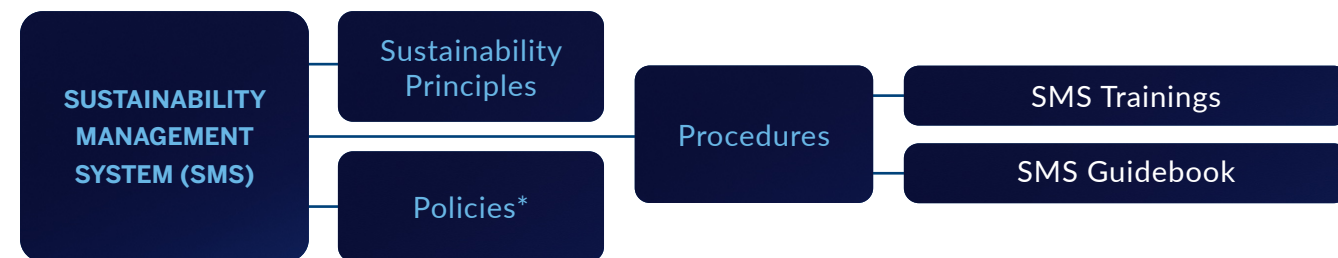 SUSTAINABILITY
MANAGEMENT
SYSTEM (SMS)
Sustainability
Principles
Policies*
Procedures
SMS Trainings
SMS Guidebook